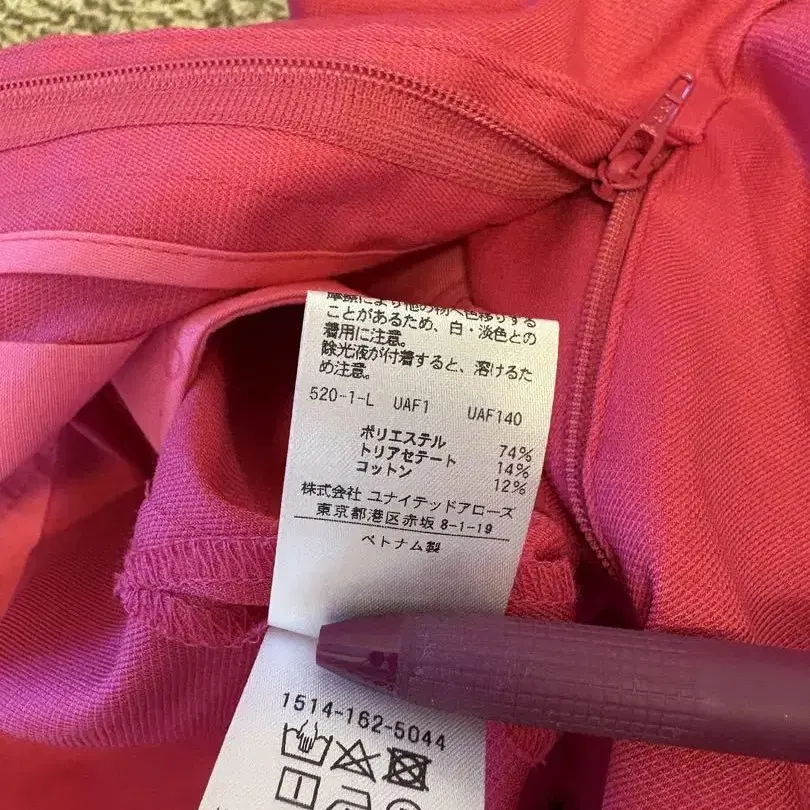 摩擦により他の物へ色移りする
ことがあるため、白・淡色との
着用に注意。
除光液が付着すると、溶けるた
め注意。
520-1-L UAF1 UAF140
ポリエステル 74%
トリアセテート 14%
コットン 12%
株式会社 ユナイテッドアローズ
東京都港区赤坂 8-1-19
ベトナム製
1514-162-5044